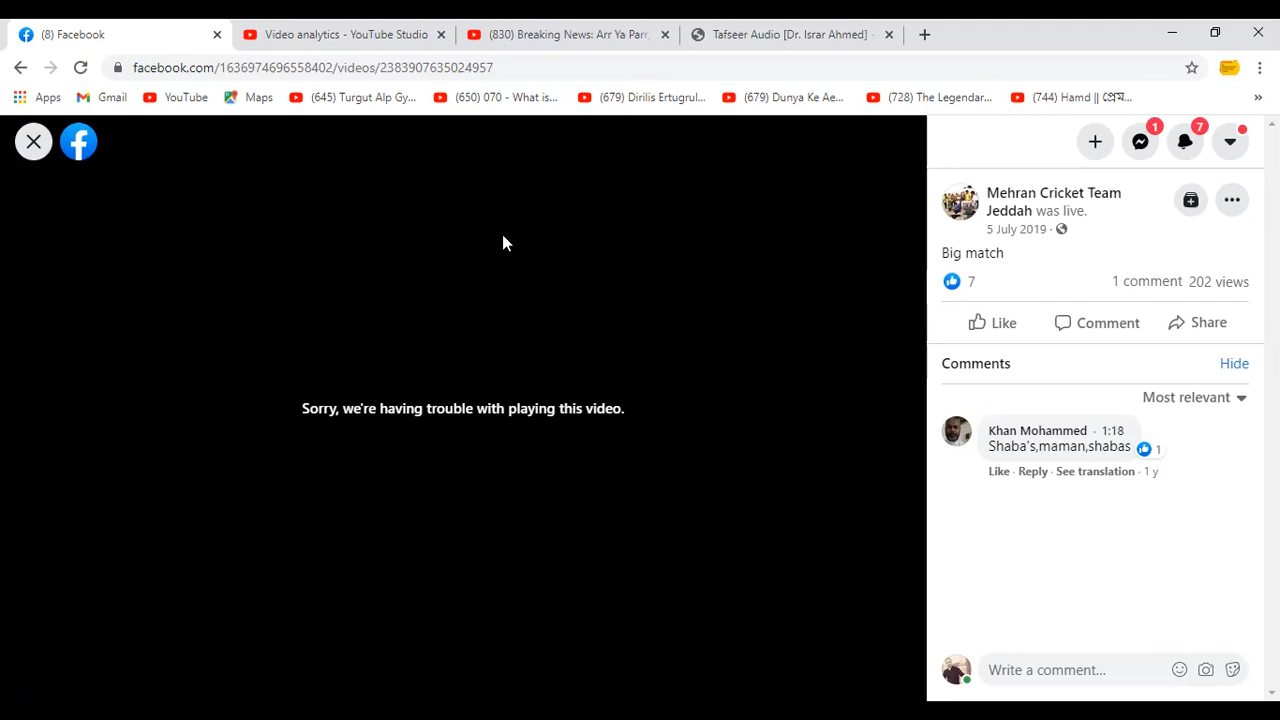 (8) Facebook
Video analytics - YouTube Studio
(830) Breaking News: Arr Ya Parr
Tafseer Audio [Dr. Israr Ahmed] -
facebook.com/1636974696558402/videos/2383907635024957
Apps
Gmail
YouTube
Maps
(645) Turgut Alp Gy...
(650) 070 - What is...
(679) Dirilis Ertugrul...
(679) Dunya Ke Ae...
(728) The Legendar...
(744) Hamd || প্রেম...
1
7
Mehran Cricket Team
Jeddah was live.
5 July 2019 ·
Big match
7
1 comment 202 views
Like
Comment
Share
Sorry, we're having trouble with playing this video.
Comments
Hide
Most relevant
Khan Mohammed · 1:18
Shaba's,maman,shabas
1
Like · Reply · See translation · 1 y
Write a comment...